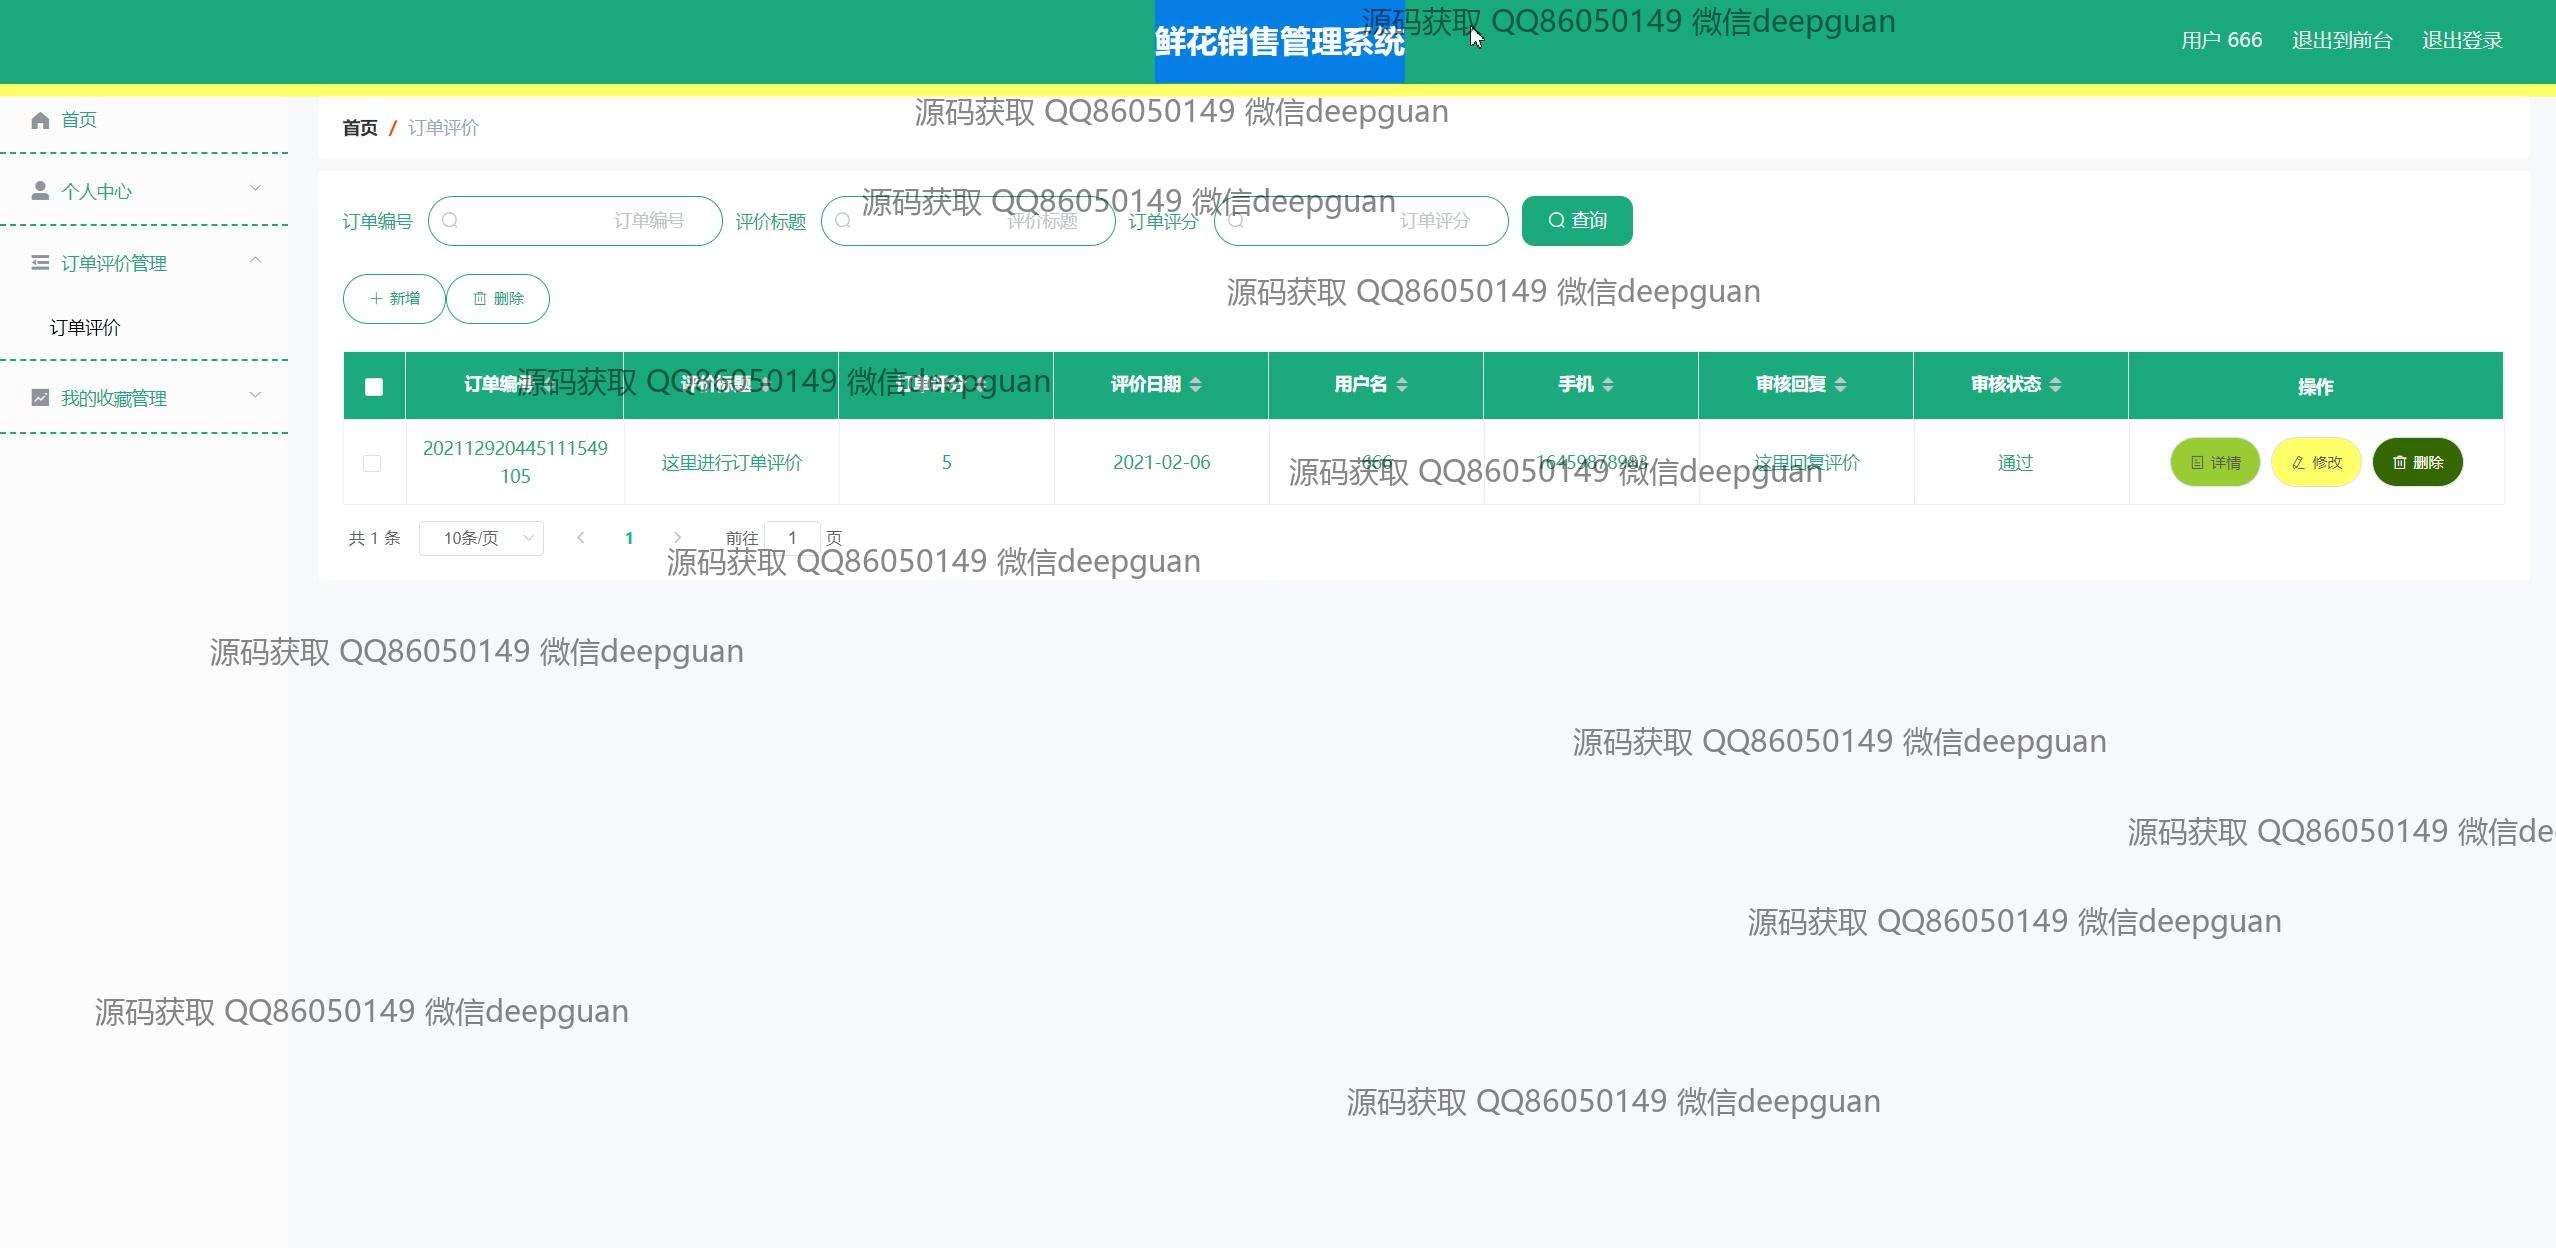 鲜花销售管理系统
源码获取 QQ86050149 微信deepguan
用户 666 退出到前台 退出登录
首页
个人中心
订单评价管理
订单评价
我的收藏管理
首页 / 订单评价
源码获取 QQ86050149 微信deepguan
源码获取 QQ86050149 微信deepguan
订单编号 订单编号 评价标题 评价标题 订单评分 订单评分 查询
新增 删除
源码获取 QQ86050149 微信deepguan
源码获取 QQ86050149 微信deepguan
订单编号 评价标题 订单评分 评价日期 用户名 手机 审核回复 审核状态 操作
202112920445111549
105
这里进行订单评价 5 2021-02-06 666 16459878983 这里回复评价 通过 详情 修改 删除
源码获取 QQ86050149 微信deepguan
共 1 条 10条/页 1 前往 1 页
源码获取 QQ86050149 微信deepguan
源码获取 QQ86050149 微信deepguan
源码获取 QQ86050149 微信deepguan
源码获取 QQ86050149 微信de
源码获取 QQ86050149 微信deepguan
源码获取 QQ86050149 微信deepguan
源码获取 QQ86050149 微信deepguan